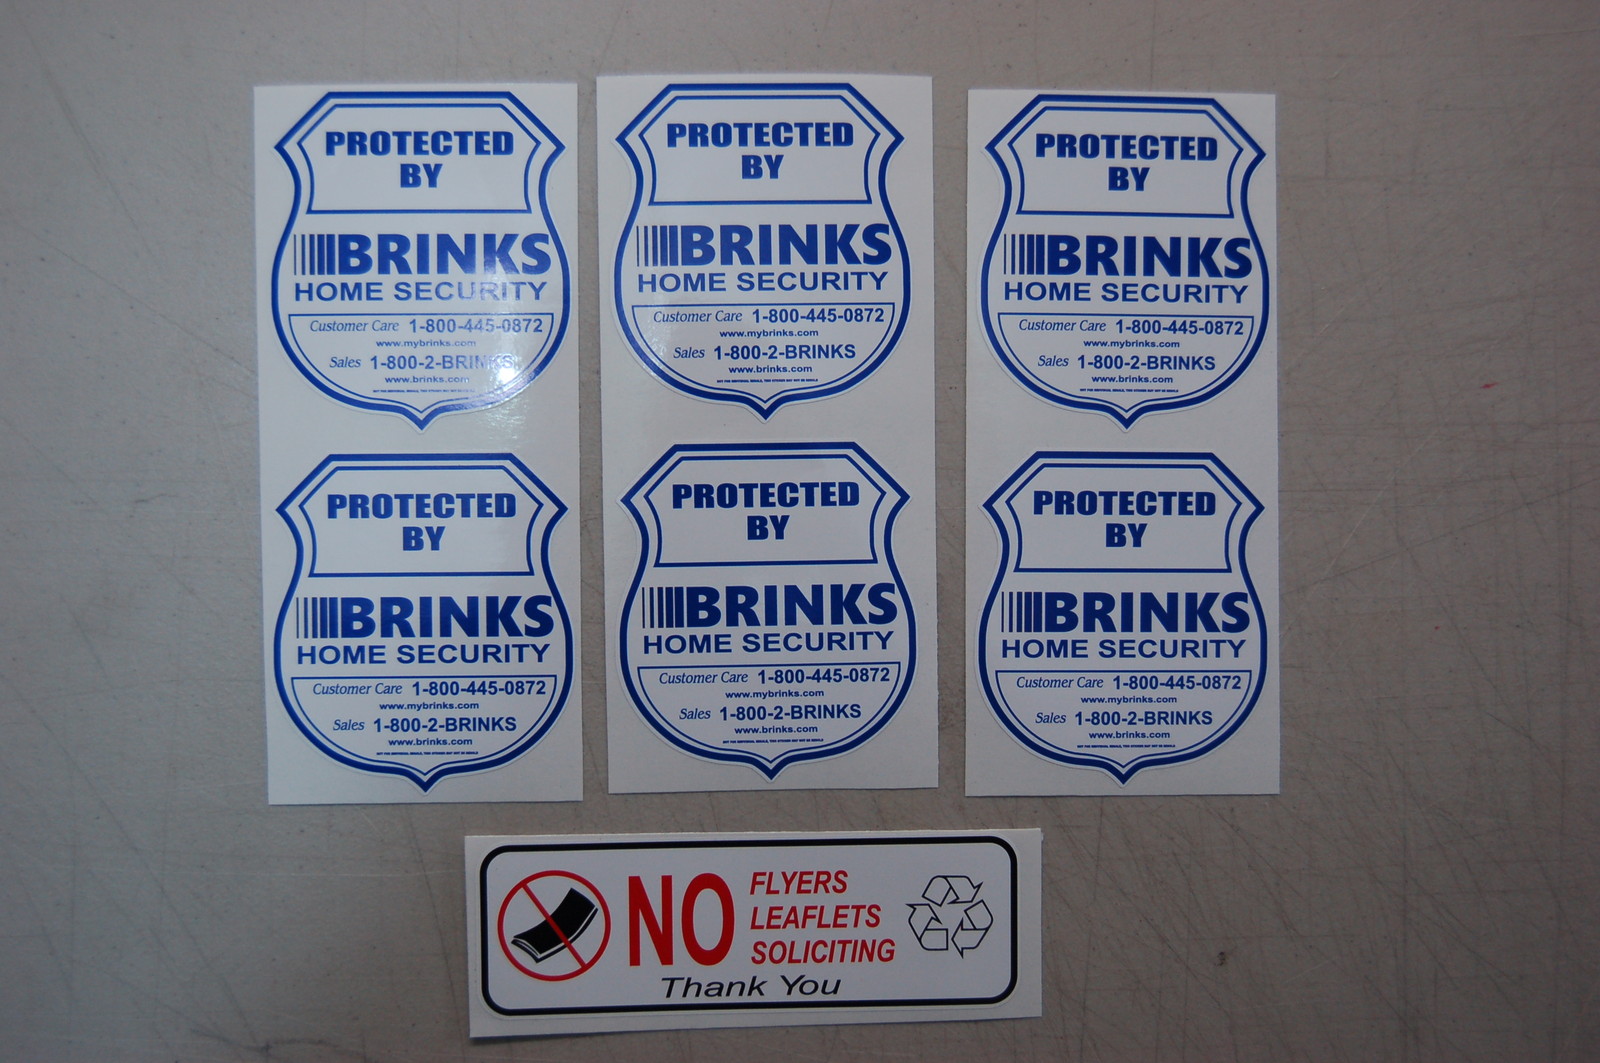 PROTECTED
BY
BRINKS
HOME SECURITY
Customer Care 1-800-445-0872
www.mybrinks.com
Sales 1-800-2-BRINKS
www.brinks.com
PROTECTED
BY
BRINKS
HOME SECURITY
Customer Care 1-800-445-0872
www.mybrinks.com
Sales 1-800-2-BRINKS
www.brinks.com
PROTECTED
BY
BRINKS
HOME SECURITY
Customer Care 1-800-445-0872
www.mybrinks.com
Sales 1-800-2-BRINKS
www.brinks.com
PROTECTED
BY
BRINKS
HOME SECURITY
Customer Care 1-800-445-0872
www.mybrinks.com
Sales 1-800-2-BRINKS
www.brinks.com
PROTECTED
BY
BRINKS
HOME SECURITY
Customer Care 1-800-445-0872
www.mybrinks.com
Sales 1-800-2-BRINKS
www.brinks.com
PROTECTED
BY
BRINKS
HOME SECURITY
Customer Care 1-800-445-0872
www.mybrinks.com
Sales 1-800-2-BRINKS
www.brinks.com
NO
FLYERS
LEAFLETS
SOLICITING
Thank You